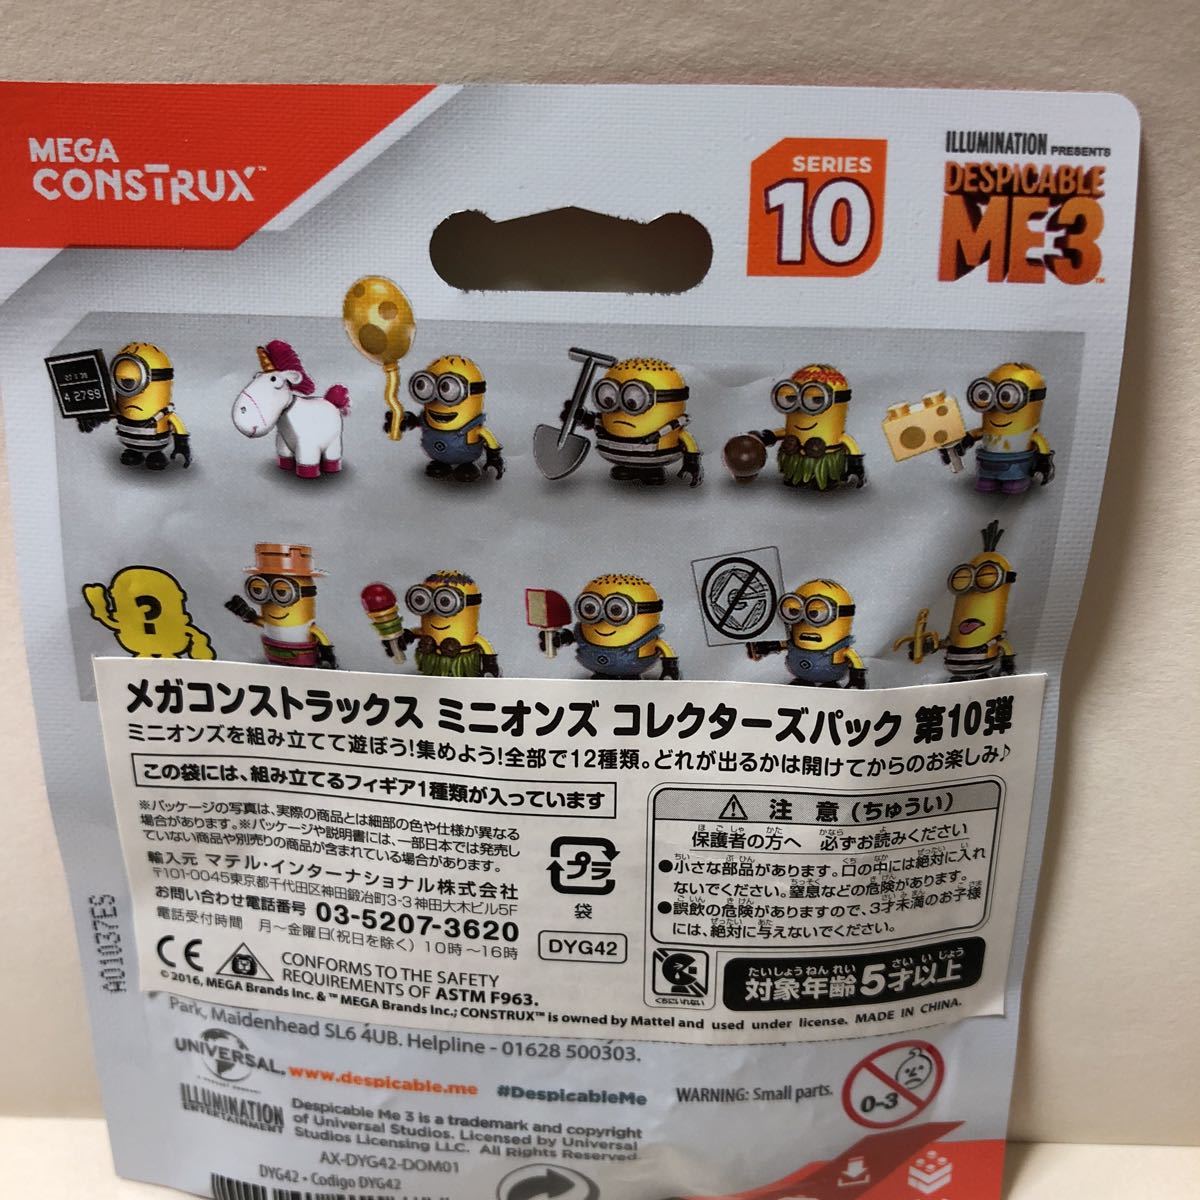 MEGA
CONSTRUX™
SERIES
10
ILLUMINATION PRESENTS
DESPICABLE
ME3™
4 2799
?
メガコンストラックス ミニオンズ コレクターズパック 第10弾
ミニオンズを組み立てて遊ぼう!集めよう!全部で12種類。どれが出るかは開けてからのお楽しみ♪
この袋には、組み立てるフィギア1種類が入っています
※パッケージの写真は、実際の商品とは細部の色や仕様が異なる
場合があります。※パッケージや説明書には、一部日本では発売し
ていない商品や別売りの商品が含まれている場合があります。
輸入元 マテル・インターナショナル株式会社
〒101-0045東京都千代田区神田鍛冶町3-3 神田大木ビル5F
お問い合わせ電話番号 03-5207-3620
電話受付時間 月～金曜日(祝日を除く) 10時～16時
プラ
袋
DYG42
⚠ 注意(ちゅうい)
保護者の方へ 必ずお読みください
●小さな部品があります。口の中には絶対に入れ
ないでください。窒息などの危険があります。
●誤飲の危険がありますので、3才未満のお子様
には、絶対に与えないでください。
くちにいれない
対象年齢5才以上
CE
CONFORMS TO THE SAFETY
REQUIREMENTS OF ASTM F963.
©2016, MEGA Brands Inc. & ™ MEGA Brands Inc.; CONSTRUX™ is owned by Mattel and used under license. MADE IN CHINA.
A01037ES
Park, Maidenhead SL6 4UB. Helpline - 01628 500303.
UNIVERSAL
www.despicable.me
#DespicableMe
WARNING: Small parts.
0-3
ILLUMINATION
ENTERTAINMENT
Despicable Me 3 is a trademark and copyright
of Universal Studios. Licensed by Universal
Studios Licensing LLC. All Rights Reserved.
AX-DYG42-DOM01
DYG42 • Codigo DYG42